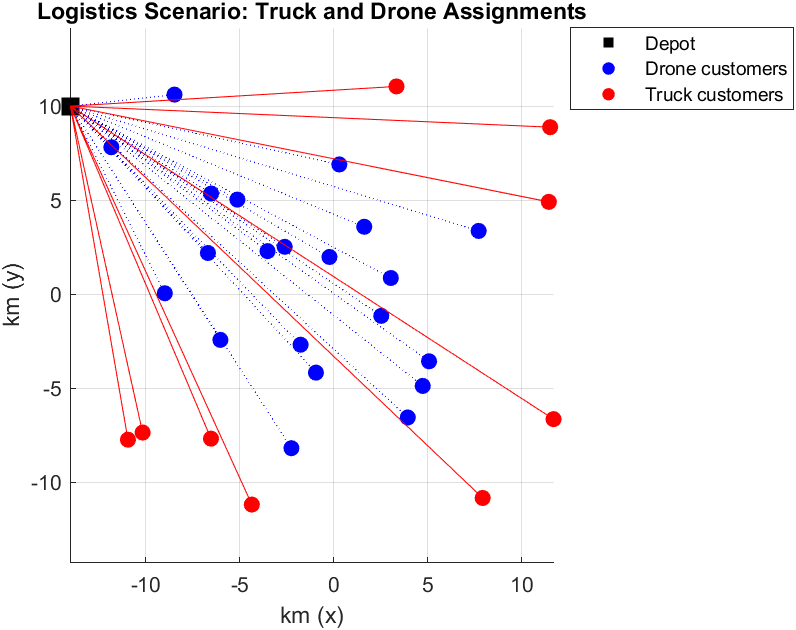 Logistics Scenario: Truck and Drone Assignments
Depot
Drone customers
Truck customers
10
5
0
-5
-10
km (y)
-10
-5
0
5
10
km (x)